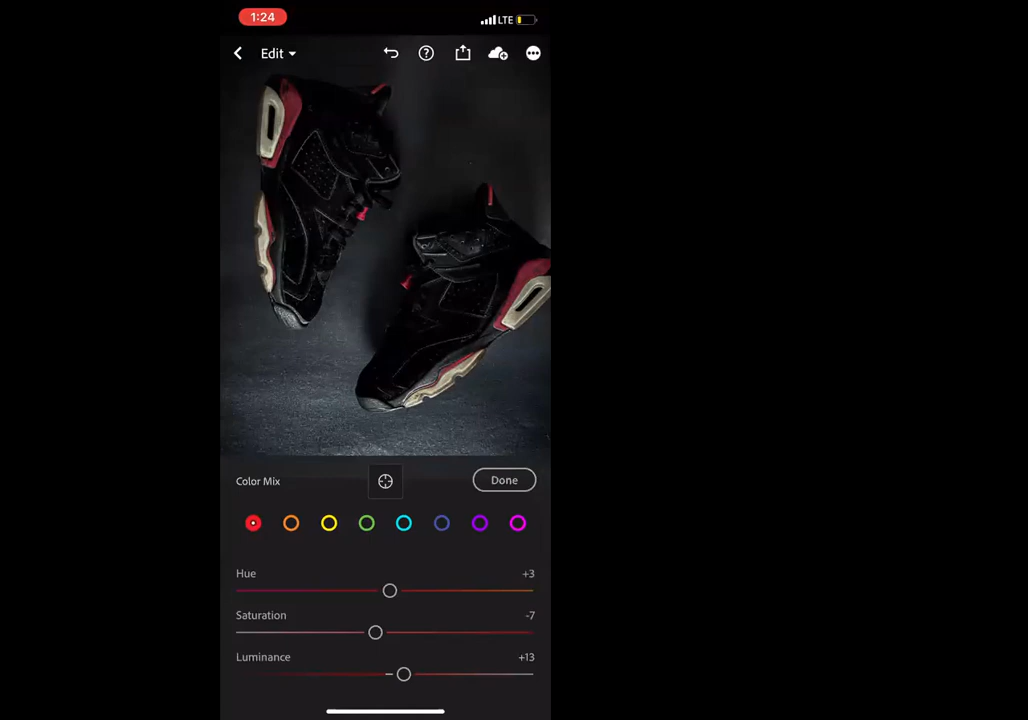 1:24
LTE
Edit
Color Mix
Done
Hue +3
Saturation -7
Luminance +13